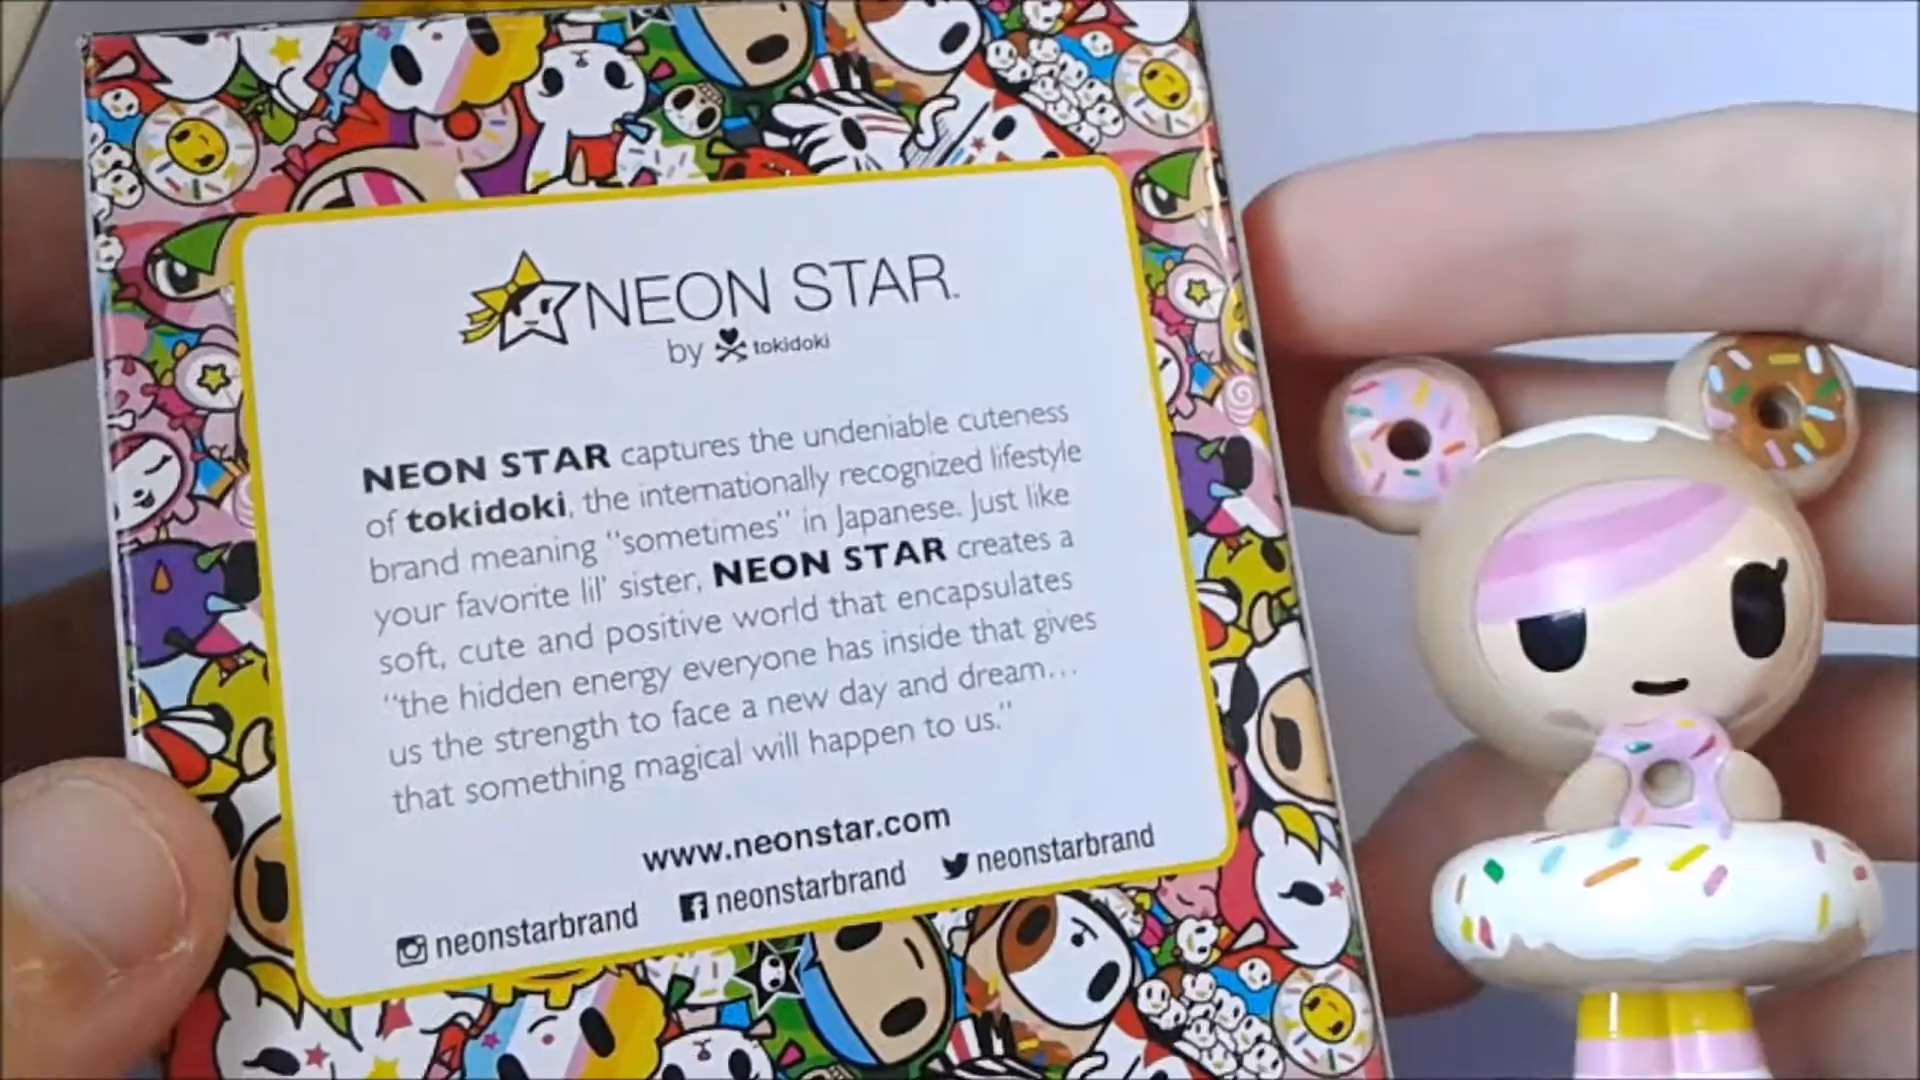 NEON STAR™
by tokidoki
NEON STAR captures the undeniable cuteness
of tokidoki, the internationally recognized lifestyle
brand meaning "sometimes" in Japanese. Just like
your favorite lil' sister, NEON STAR creates a
soft, cute and positive world that encapsulates
"the hidden energy everyone has inside that gives
us the strength to face a new day and dream...
that something magical will happen to us."
www.neonstar.com
neonstarbrand neonstarbrand neonstarbrand